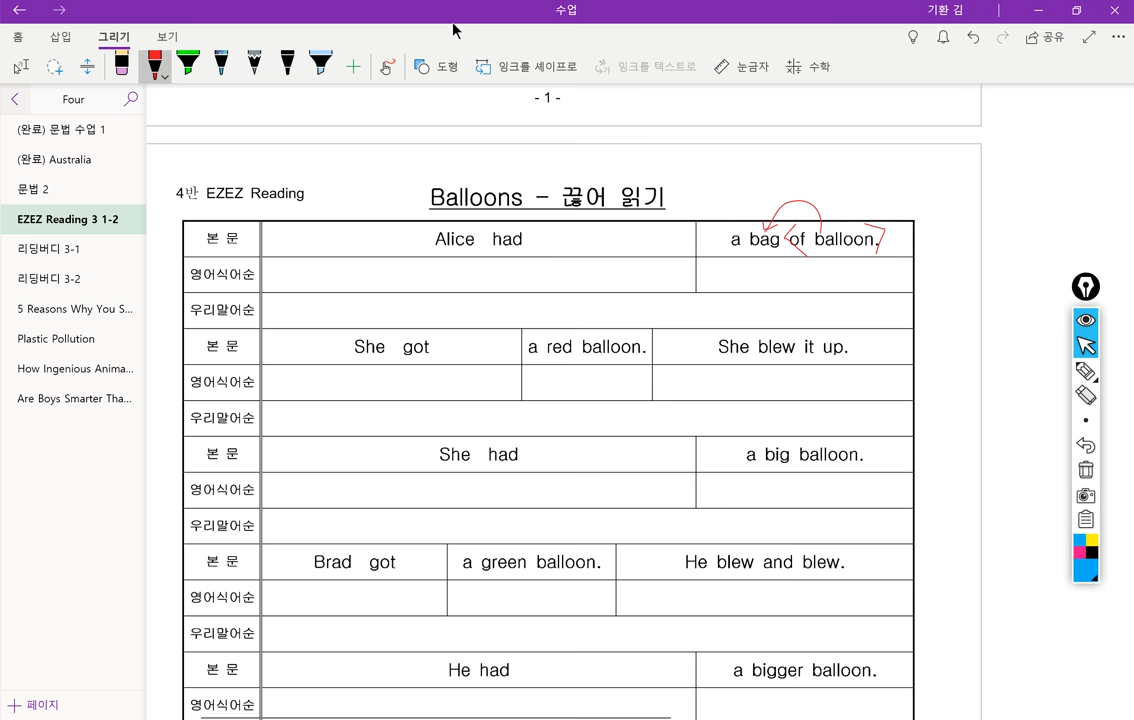 수업
기환 김
홈 삽입 그리기 보기
공유
도형 잉크를 셰이프로 잉크를 텍스트로 눈금자 수학
Four
(완료) 문법 수업 1
(완료) Australia
문법 2
EZEZ Reading 3 1-2
리딩버디 3-1
리딩버디 3-2
5 Reasons Why You S...
Plastic Pollution
How Ingenious Anima...
Are Boys Smarter Tha...
페이지
- 1 -
4반 EZEZ Reading
Balloons - 끊어 읽기
본 문 Alice had a bag of balloon.
영어식어순
우리말어순
본 문 She got a red balloon. She blew it up.
영어식어순
우리말어순
본 문 She had a big balloon.
영어식어순
우리말어순
본 문 Brad got a green balloon. He blew and blew.
영어식어순
우리말어순
본 문 He had a bigger balloon.
영어식어순